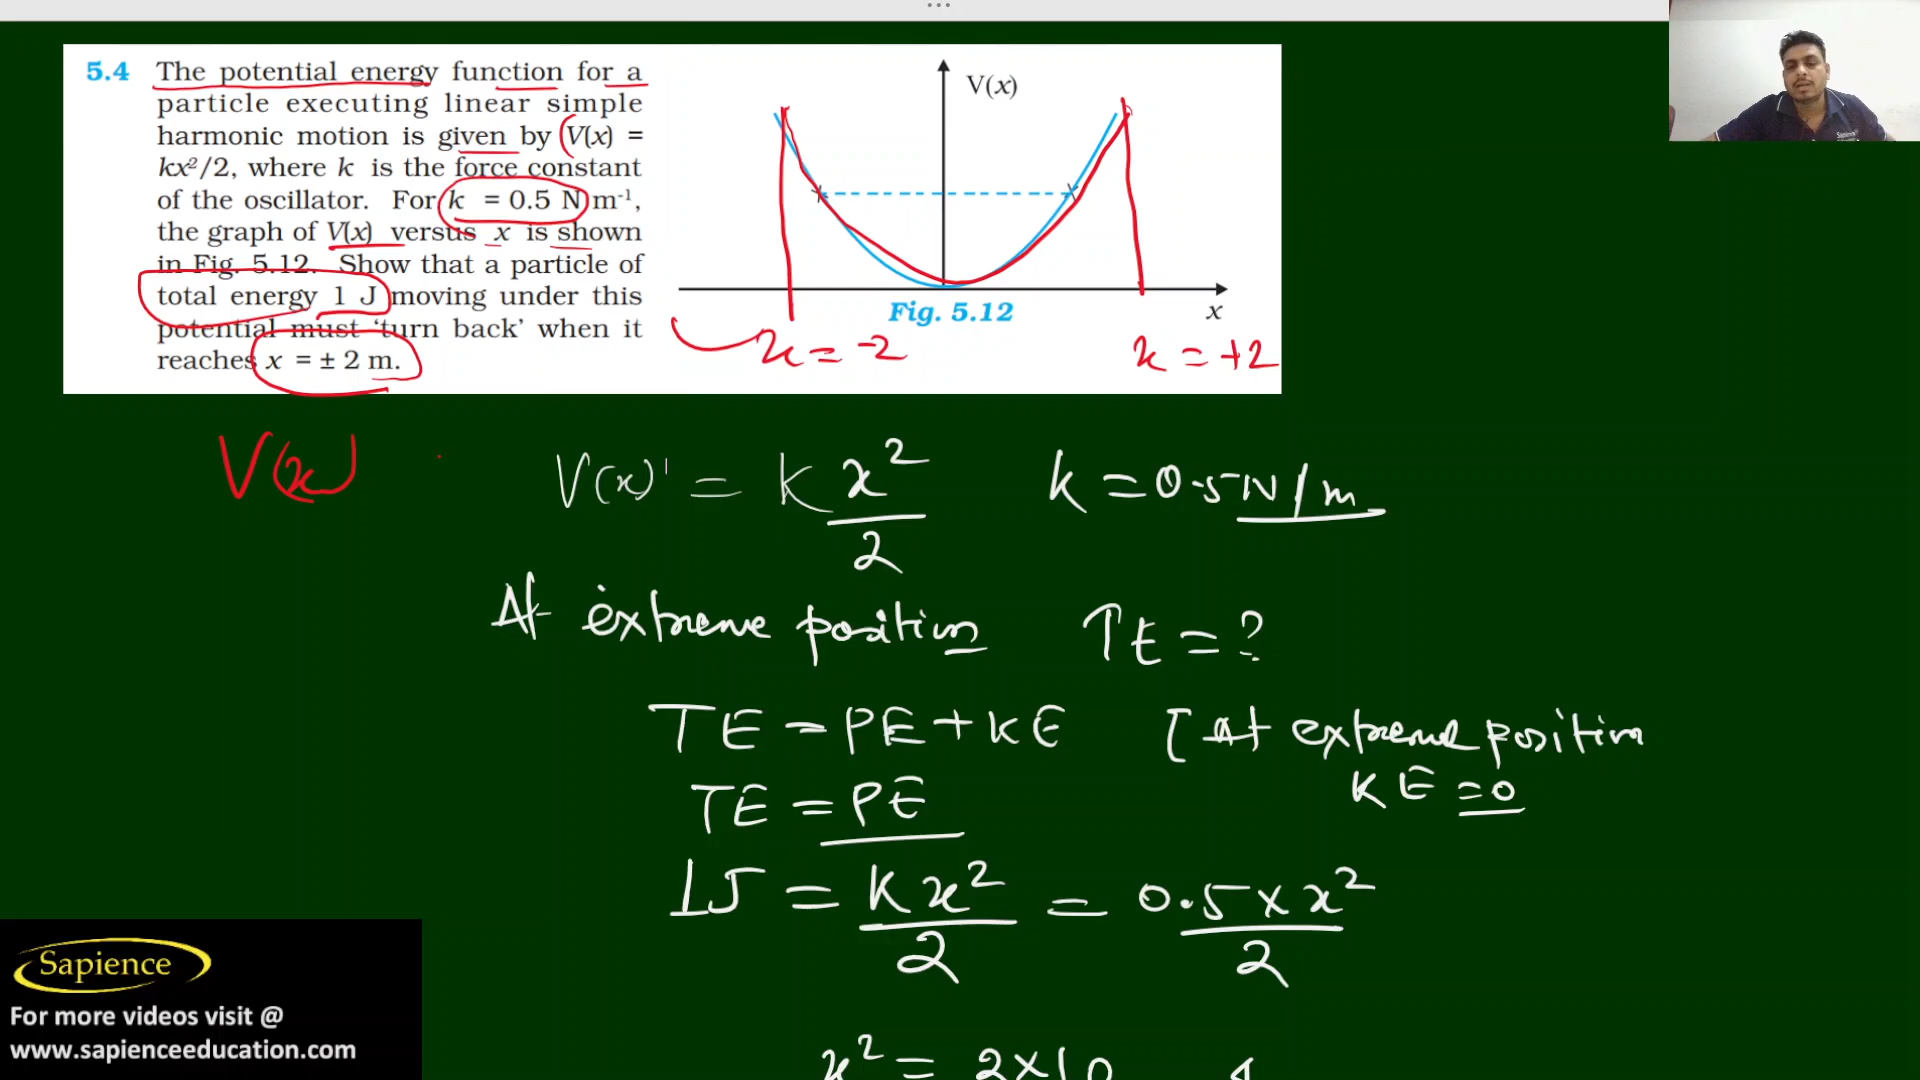 5.4 The potential energy function for a
particle executing linear simple
harmonic motion is given by V(x) =
kx²/2, where k is the force constant
of the oscillator. For k = 0.5 N m⁻¹,
the graph of V(x) versus x is shown
in Fig. 5.12. Show that a particle of
total energy 1 J moving under this
potential must ‘turn back’ when it
reaches x = ± 2 m.
V(x)
Fig. 5.12
x
x = -2
x = +2
V(x)
V(x) = K x²/2
k = 0.5 N/m
At extreme position TE = ?
TE = PE + KE [At extreme position
KE = 0
TE = PE
1J = Kx²/2 = 0.5 × x²/2
x² = 2×10
Sapience
For more videos visit @
www.sapienceeducation.com